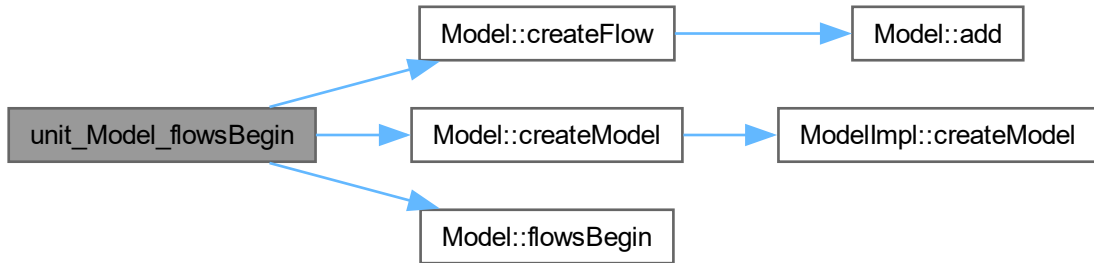 Model::createFlow
Model::add
unit_Model_flowsBegin
Model::createModel
ModelImpl::createModel
Model::flowsBegin